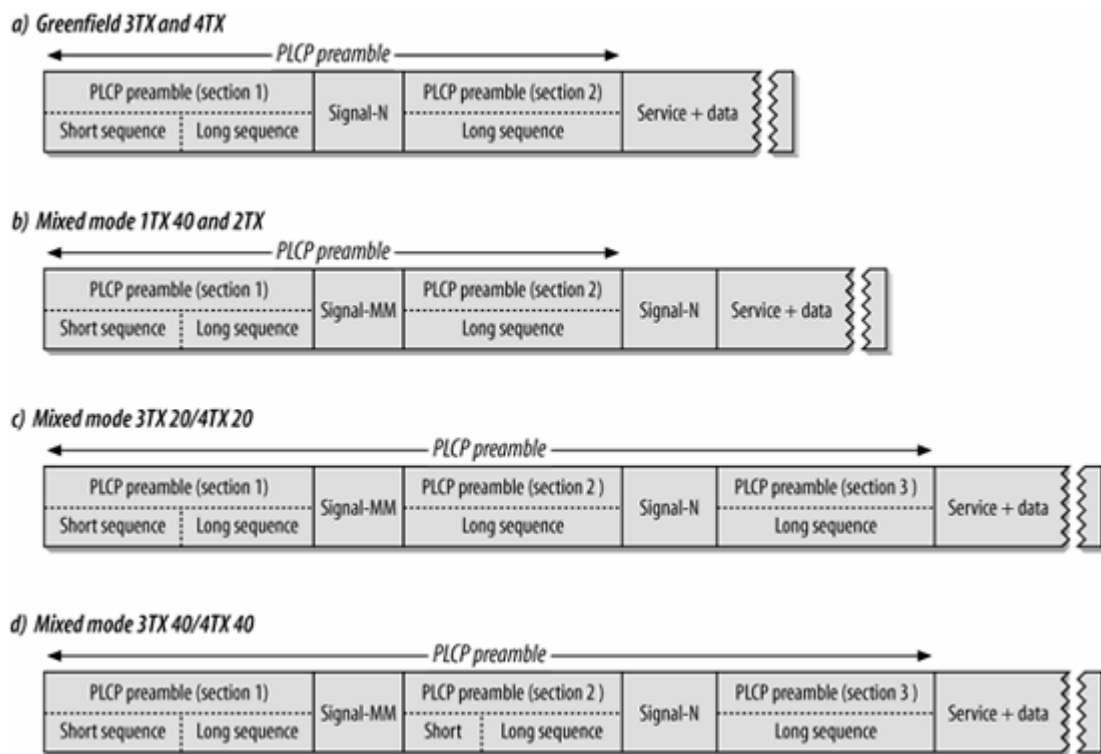 a) Greenfield 3TX and 4TX
PLCP preamble
PLCP preamble (section 1)
Signal-N
PLCP preamble (section 2)
Service + data
Short sequence
Long sequence
Long sequence
b) Mixed mode 1TX 40 and 2TX
PLCP preamble
PLCP preamble (section 1)
Signal-MM
PLCP preamble (section 2)
Signal-N
Service + data
Short sequence
Long sequence
Long sequence
c) Mixed mode 3TX 20/4TX 20
PLCP preamble
PLCP preamble (section 1)
Signal-MM
PLCP preamble (section 2 )
Signal-N
PLCP preamble (section 3 )
Service + data
Short sequence
Long sequence
Long sequence
Long sequence
d) Mixed mode 3TX 40/4TX 40
PLCP preamble
PLCP preamble (section 1)
Signal-MM
PLCP preamble (section 2 )
Signal-N
PLCP preamble (section 3 )
Service + data
Short sequence
Long sequence
Short
Long sequence
Long sequence